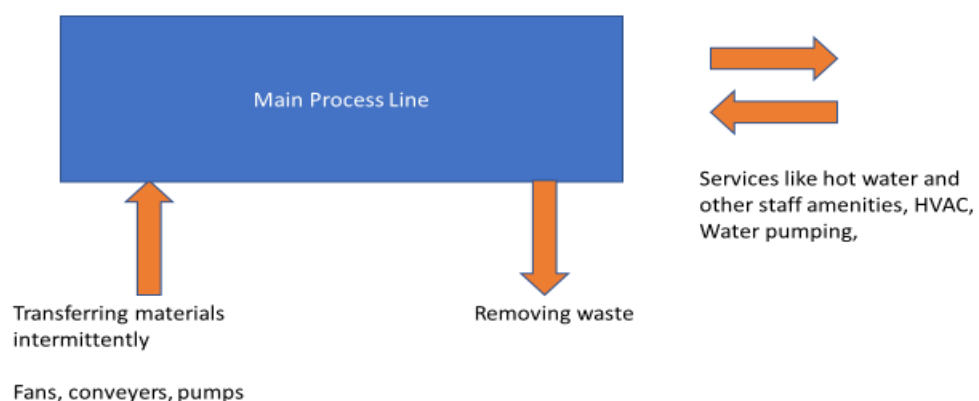 Main Process Line
Services like hot water and
other staff amenities, HVAC,
Water pumping,
Transferring materials
intermittently
Fans, conveyers, pumps
Removing waste